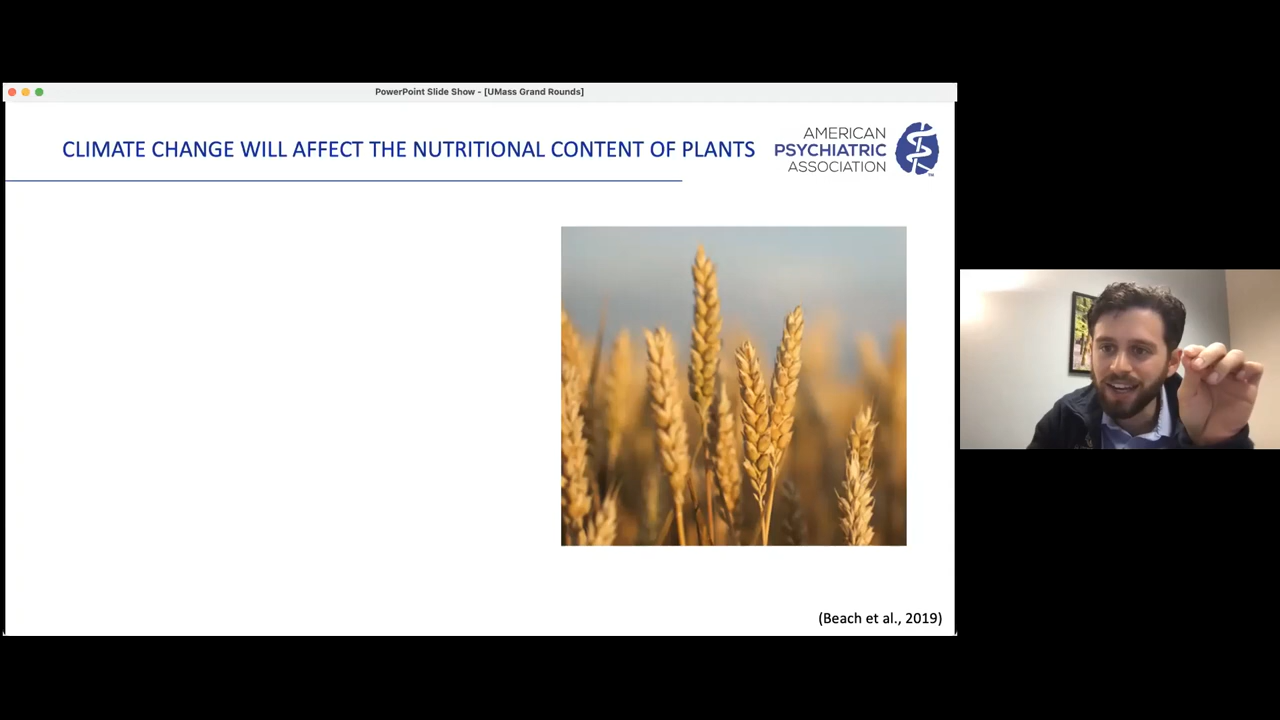 PowerPoint Slide Show - [UMass Grand Rounds]
CLIMATE CHANGE WILL AFFECT THE NUTRITIONAL CONTENT OF PLANTS
AMERICAN
PSYCHIATRIC
ASSOCIATION
TM
(Beach et al., 2019)